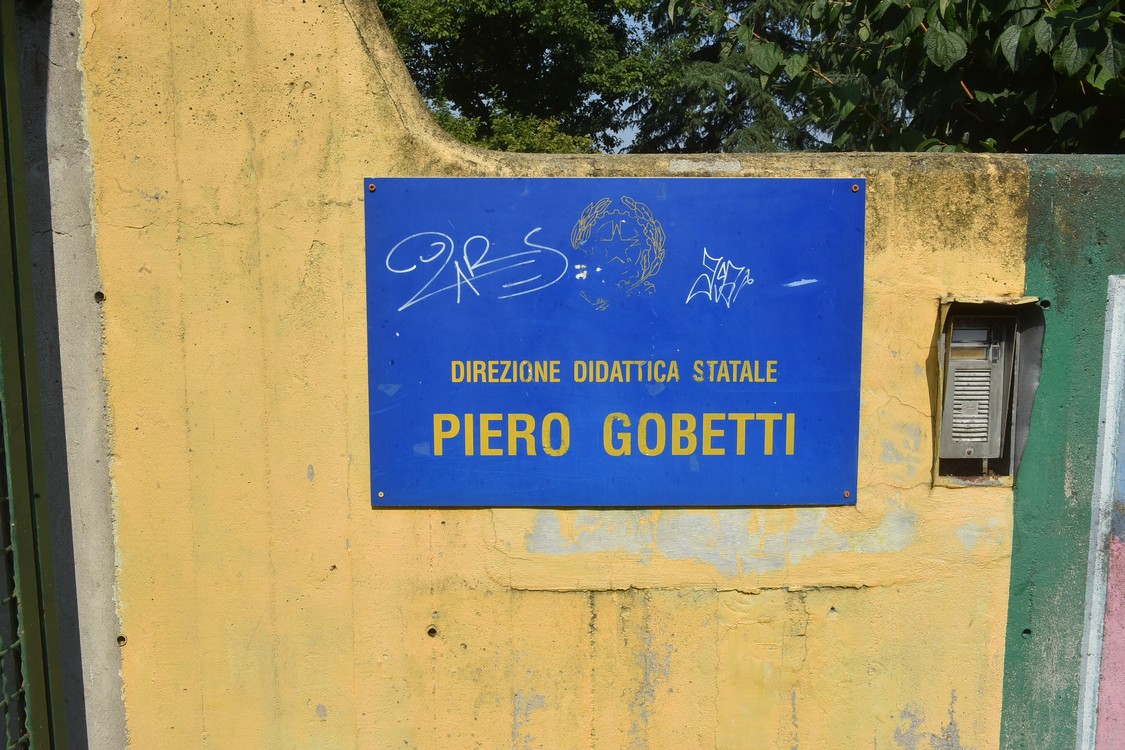 DIREZIONE DIDATTICA STATALE
PIERO GOBETTI